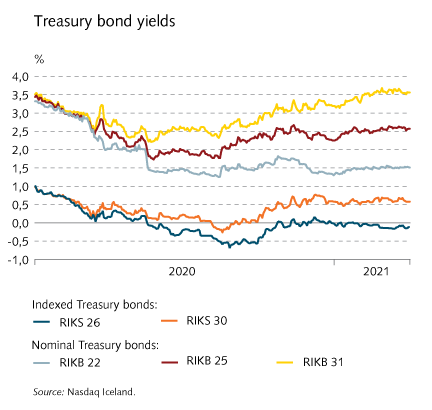 Treasury bond yields
%
4,0
3,5
3,0
2,5
2,0
1,5
1,0
0,5
0,0
-0,5
-1,0
2020 2021
Indexed Treasury bonds:
RIKS 26 RIKS 30
Nominal Treasury bonds:
RIKB 22 RIKB 25 RIKB 31
Source: Nasdaq Iceland.